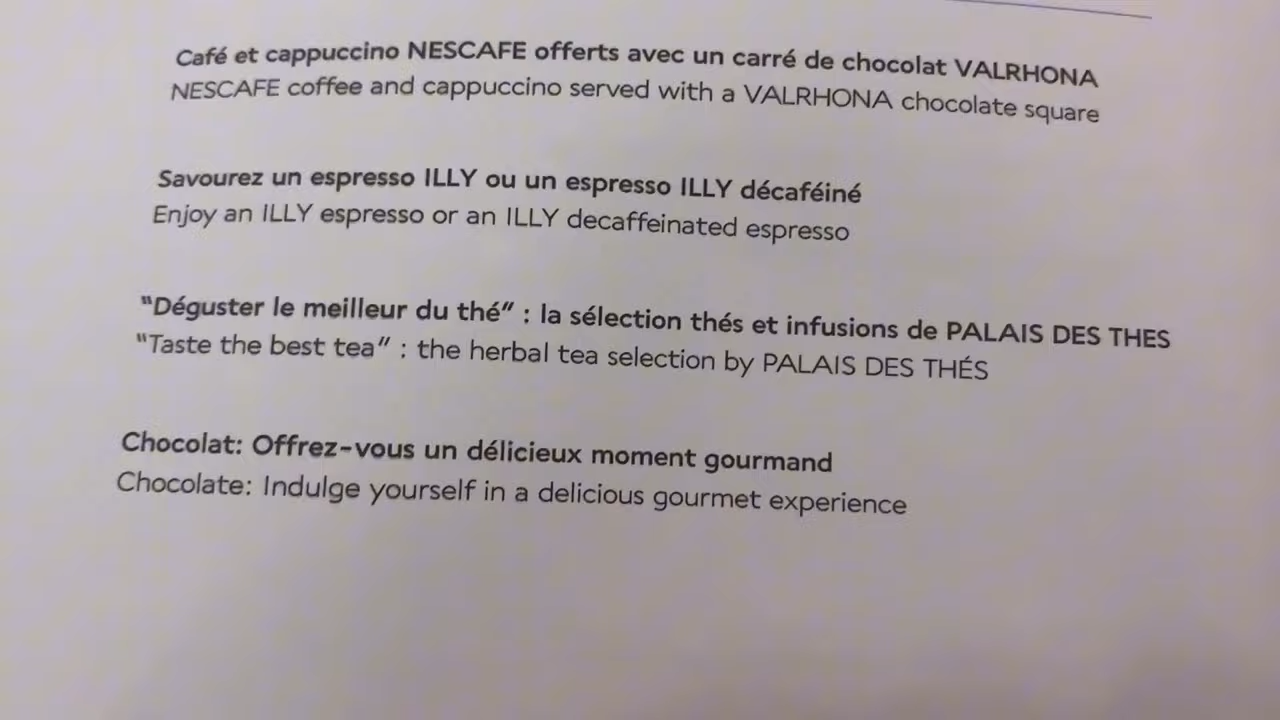 Café et cappuccino NESCAFE offerts avec un carré de chocolat VALRHONA
NESCAFE coffee and cappuccino served with a VALRHONA chocolate square
Savourez un espresso ILLY ou un espresso ILLY décaféiné
Enjoy an ILLY espresso or an ILLY decaffeinated espresso
"Déguster le meilleur du thé" : la sélection thés et infusions de PALAIS DES THES
"Taste the best tea" : the herbal tea selection by PALAIS DES THÉS
Chocolat: Offrez-vous un délicieux moment gourmand
Chocolate: Indulge yourself in a delicious gourmet experience